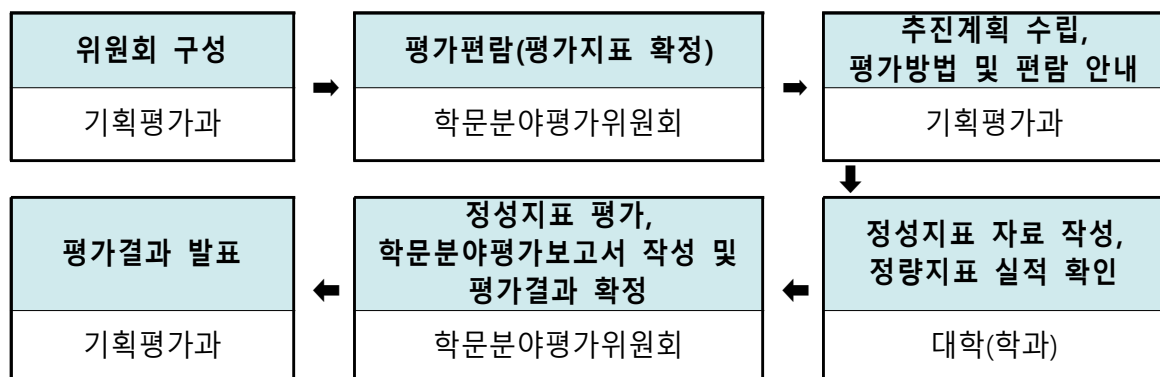 위원회 구성
기획평가과
평가편람(평가지표 확정)
학문분야평가위원회
추진계획 수립,
평가방법 및 편람 안내
기획평가과
정성지표 자료 작성,
정량지표 실적 확인
대학(학과)
정성지표 평가,
학문분야평가보고서 작성 및
평가결과 확정
학문분야평가위원회
평가결과 발표
기획평가과